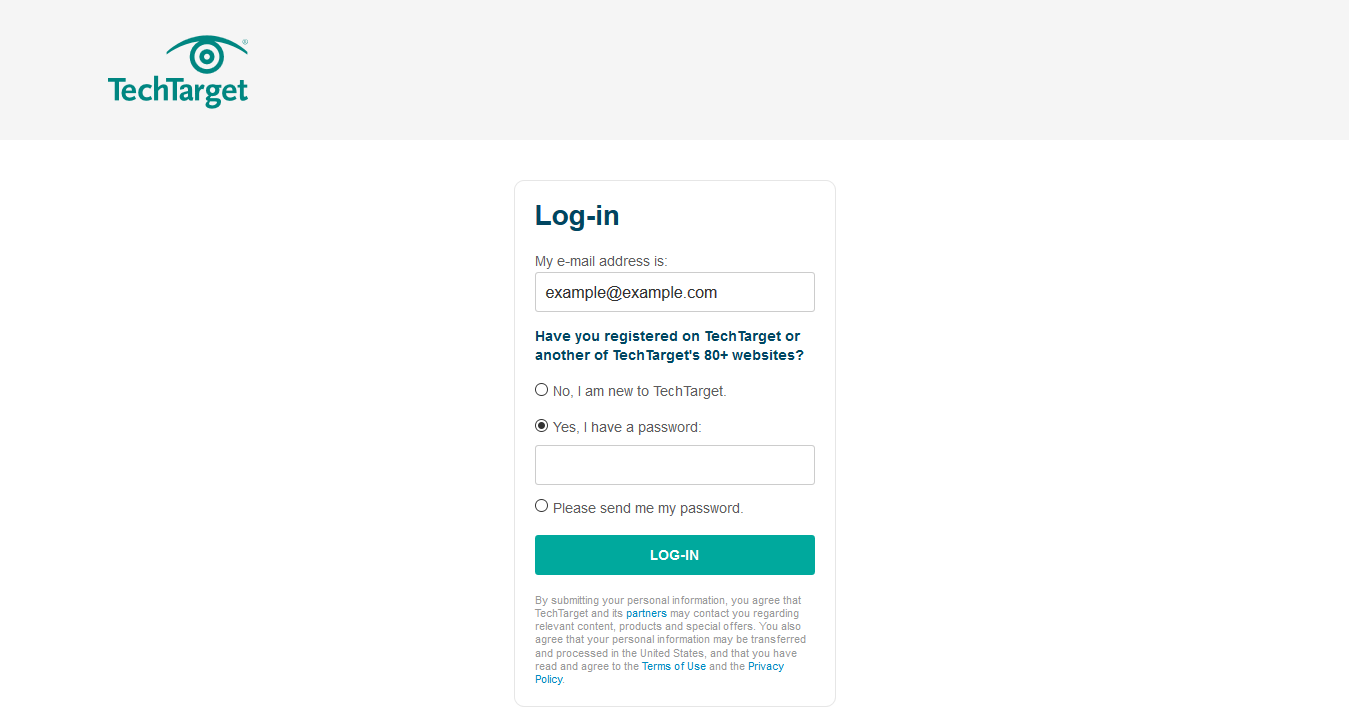 TechTarget®
Log-in
My e-mail address is:
example@example.com
Have you registered on TechTarget or
another of TechTarget's 80+ websites?
No, I am new to TechTarget.
Yes, I have a password:
Please send me my password.
LOG-IN
By submitting your personal information, you agree that
TechTarget and its partners may contact you regarding
relevant content, products and special offers. You also
agree that your personal information may be transferred
and processed in the United States, and that you have
read and agree to the Terms of Use and the Privacy
Policy.